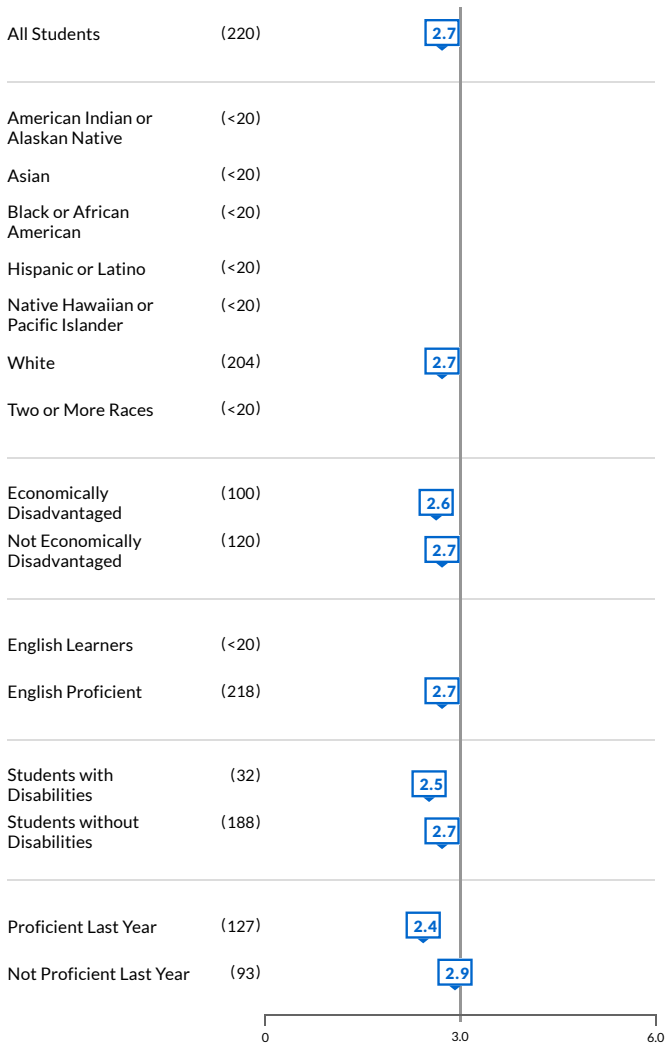 All Students (220) 2.7
American Indian or (<20)
Alaskan Native
Asian (<20)
Black or African (<20)
American
Hispanic or Latino (<20)
Native Hawaiian or (<20)
Pacific Islander
White (204) 2.7
Two or More Races (<20)
Economically (100) 2.6
Disadvantaged
Not Economically (120) 2.7
Disadvantaged
English Learners (<20)
English Proficient (218) 2.7
Students with (32) 2.5
Disabilities
Students without (188) 2.7
Disabilities
Proficient Last Year (127) 2.4
Not Proficient Last Year (93) 2.9
0 3.0 6.0